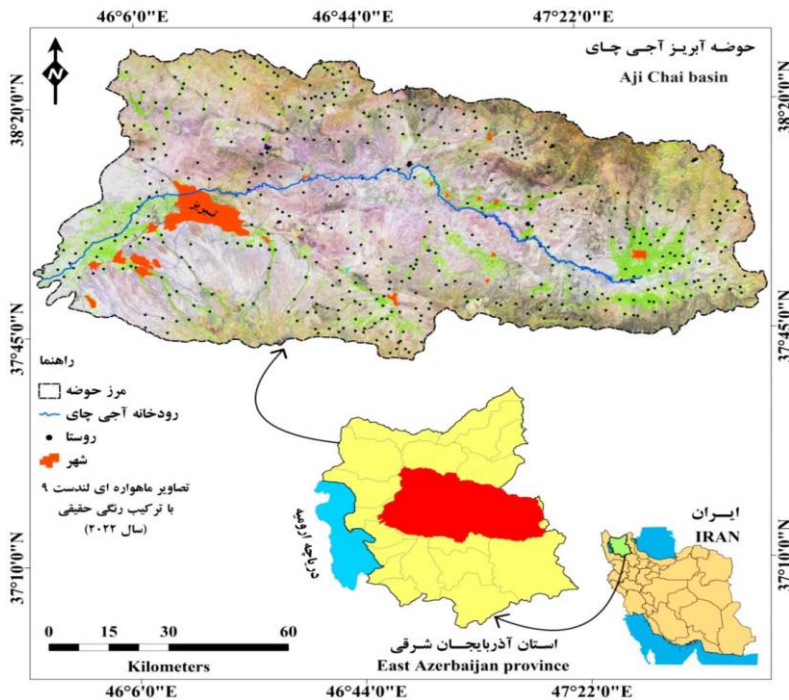 46°6'0"E
46°44'0"E
47°22'0"E
حوضه آبریز آجی چای
Aji Chai basin
38°20'0"N
38°20'0"N
تبریز
37°45'0"N
37°45'0"N
راهنما
مرز حوضه
رودخانه آجی چای
روستا
شهر
تصاویر ماهواره ای لندست ۹
با ترکیب رنگی حقیقی
(سال ۲۰۲۲)
دریاچه ارومیه
ایـــران
IRAN
37°10'0"N
37°10'0"N
0 15 30 60
Kilometers
استان آذربایجـــان شرقی
East Azerbaijan province
46°6'0"E
46°44'0"E
47°22'0"E
N